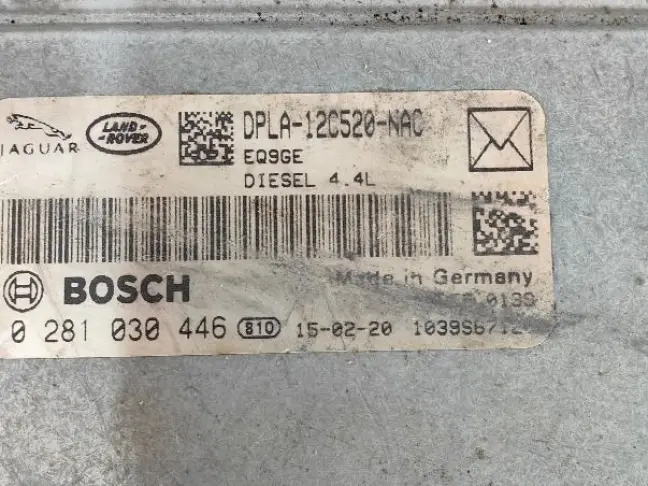 JAGUAR
LAND-
-ROVER
DPLA-12C520-NAC
EQ9GE
DIESEL 4.4L
BOSCH
Made in Germany
0139
0 281 030 446 810 15-02-20